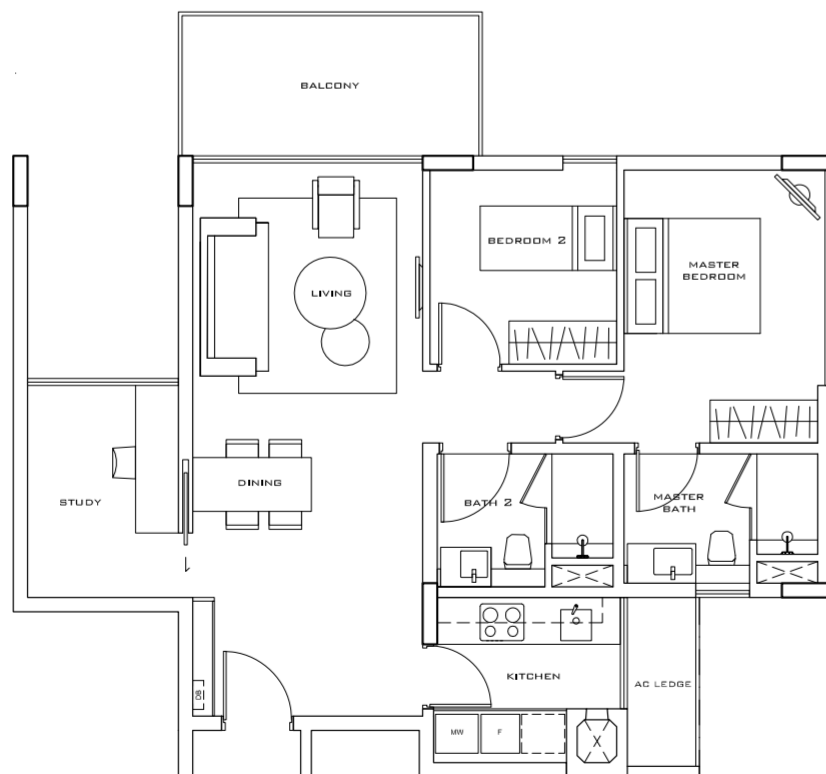 BALCONY
BEDROOM 2
MASTER
BEDROOM
LIVING
DINING
STUDY
BATH 2
MASTER
BATH
KITCHEN
AC LEDGE
DB
MW
F
X